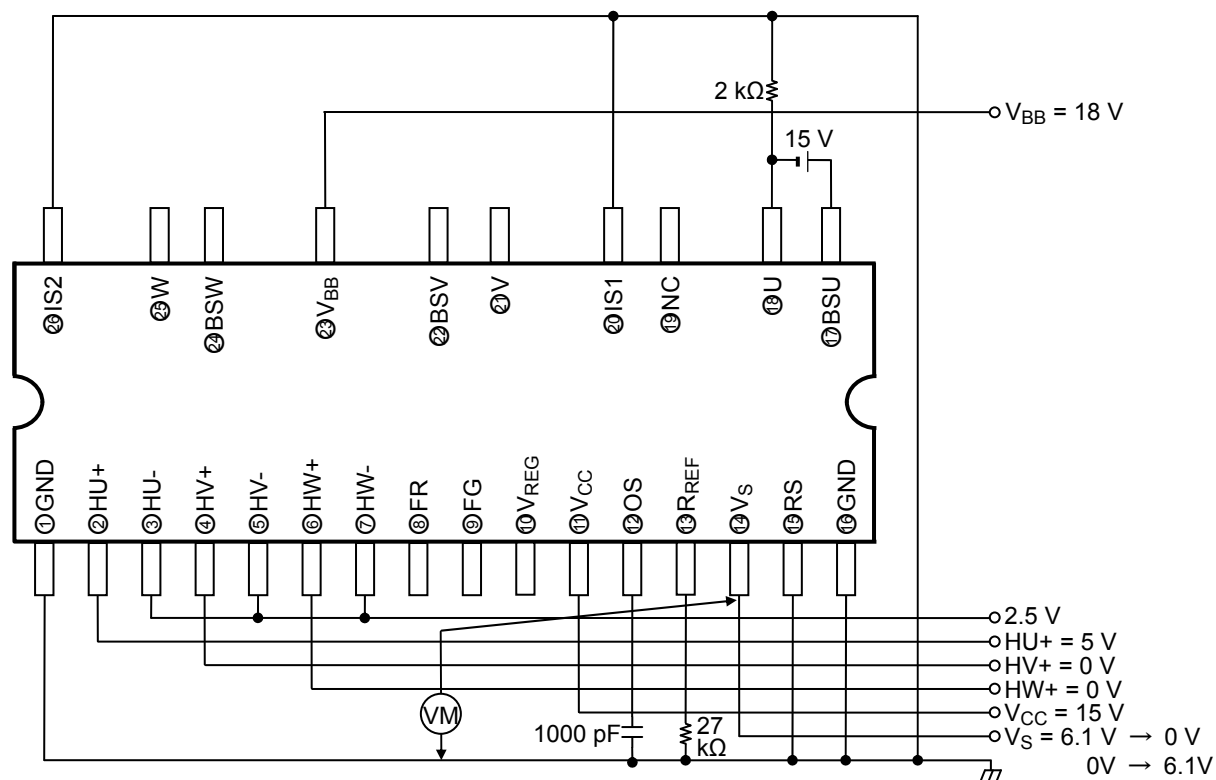 2 kΩ
V_BB = 18 V
15 V
㉖IS2
㉕W
㉔BSW
㉓V_BB
㉒BSV
㉑V
⑳IS1
⑲NC
⑱U
⑰BSU
①GND
②HU+
③HU-
④HV+
⑤HV-
⑥HW+
⑦HW-
⑧FR
⑨FG
⑩V_REG
⑪V_CC
⑫OS
⑬R_REF
⑭V_S
⑮RS
⑯GND
2.5 V
HU+ = 5 V
HV+ = 0 V
HW+ = 0 V
V_CC = 15 V
VM
1000 pF
27
kΩ
V_S = 6.1 V → 0 V
0V → 6.1V